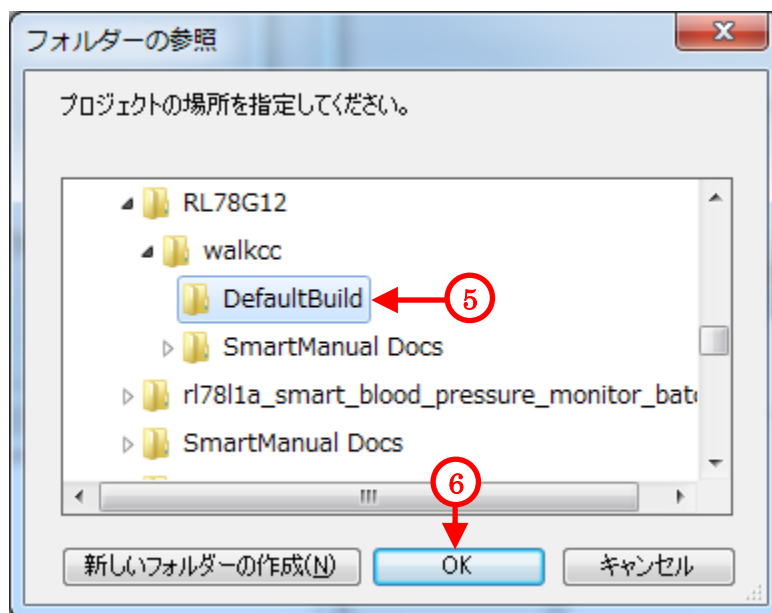 フォルダーの参照
プロジェクトの場所を指定してください。
RL78G12
walkcc
DefaultBuild
5
SmartManual Docs
rl78l1a_smart_blood_pressure_monitor_bat
SmartManual Docs
6
新しいフォルダーの作成(N)
OK
キャンセル